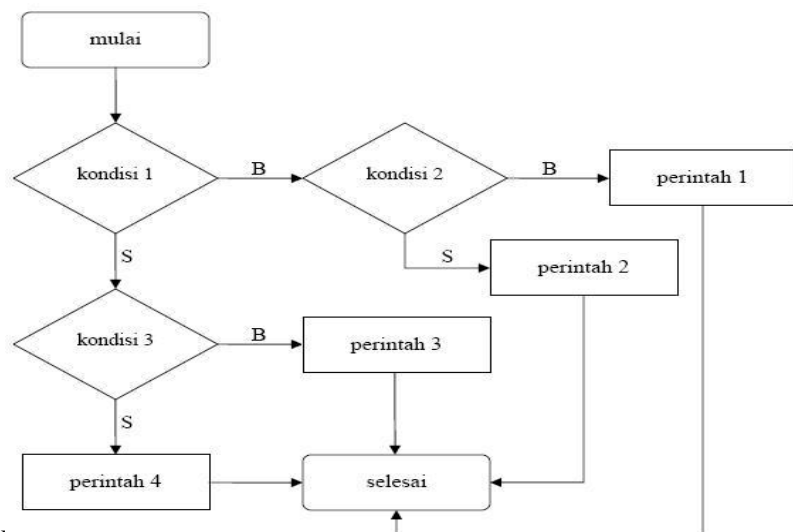 mulai
kondisi 1
B
kondisi 2
B
perintah 1
S
S
perintah 2
kondisi 3
B
perintah 3
S
perintah 4
selesai